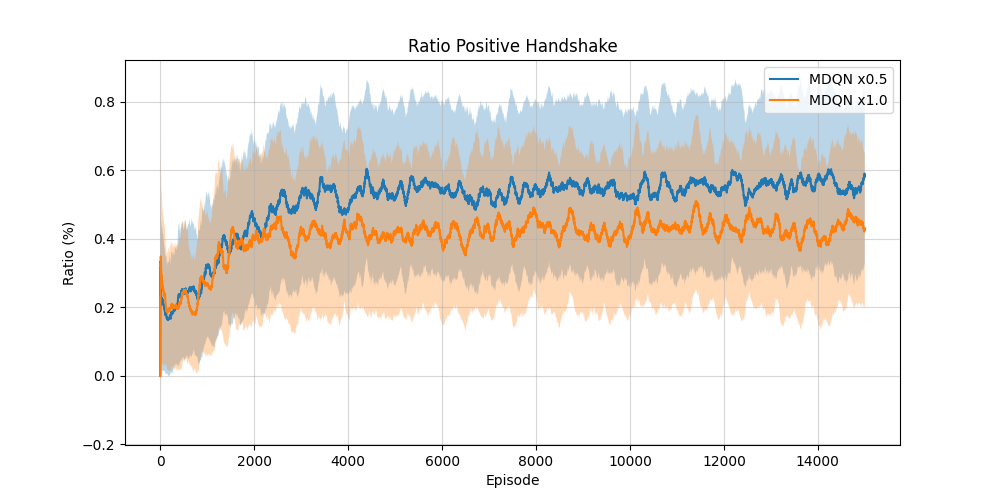 Ratio Positive Handshake
MDQN x0.5
MDQN x1.0
Ratio (%)
0.8
0.6
0.4
0.2
0.0
−0.2
0 2000 4000 6000 8000 10000 12000 14000
Episode